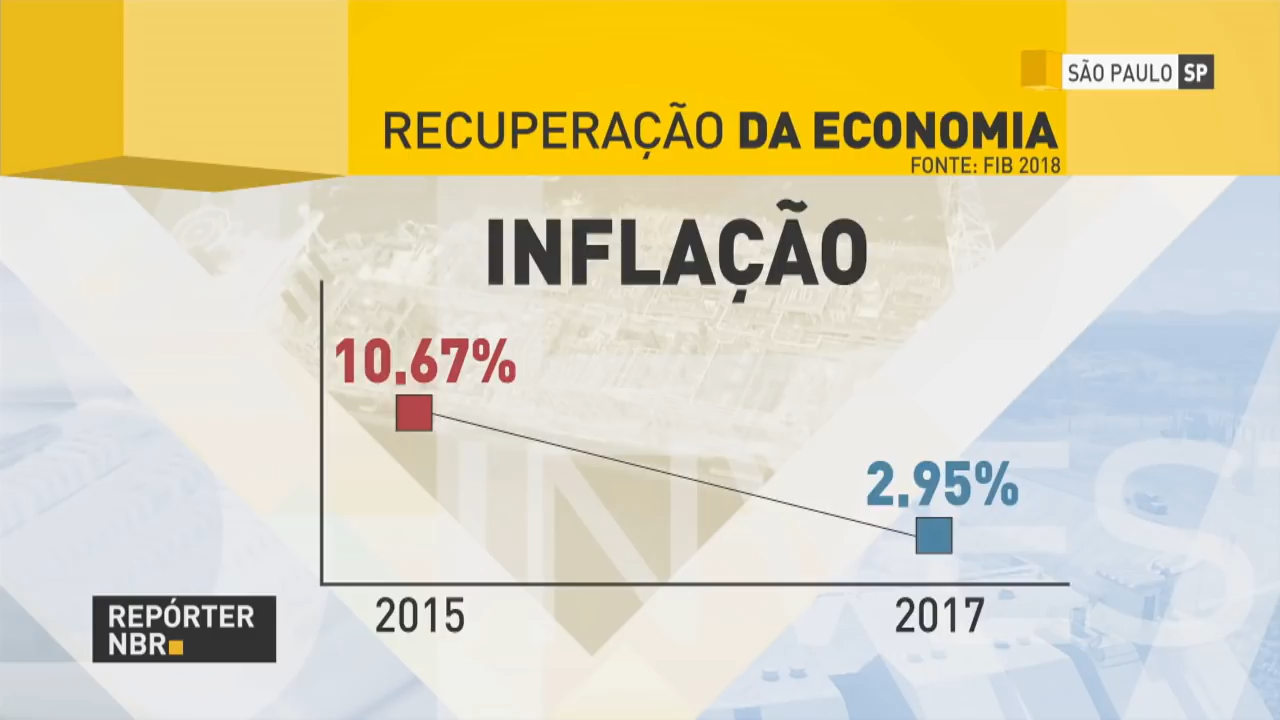 SÃO PAULO SP
RECUPERAÇÃO DA ECONOMIA
FONTE: FIB 2018
INFLAÇÃO
10.67%
2.95%
2015 2017
REPÓRTER
NBR